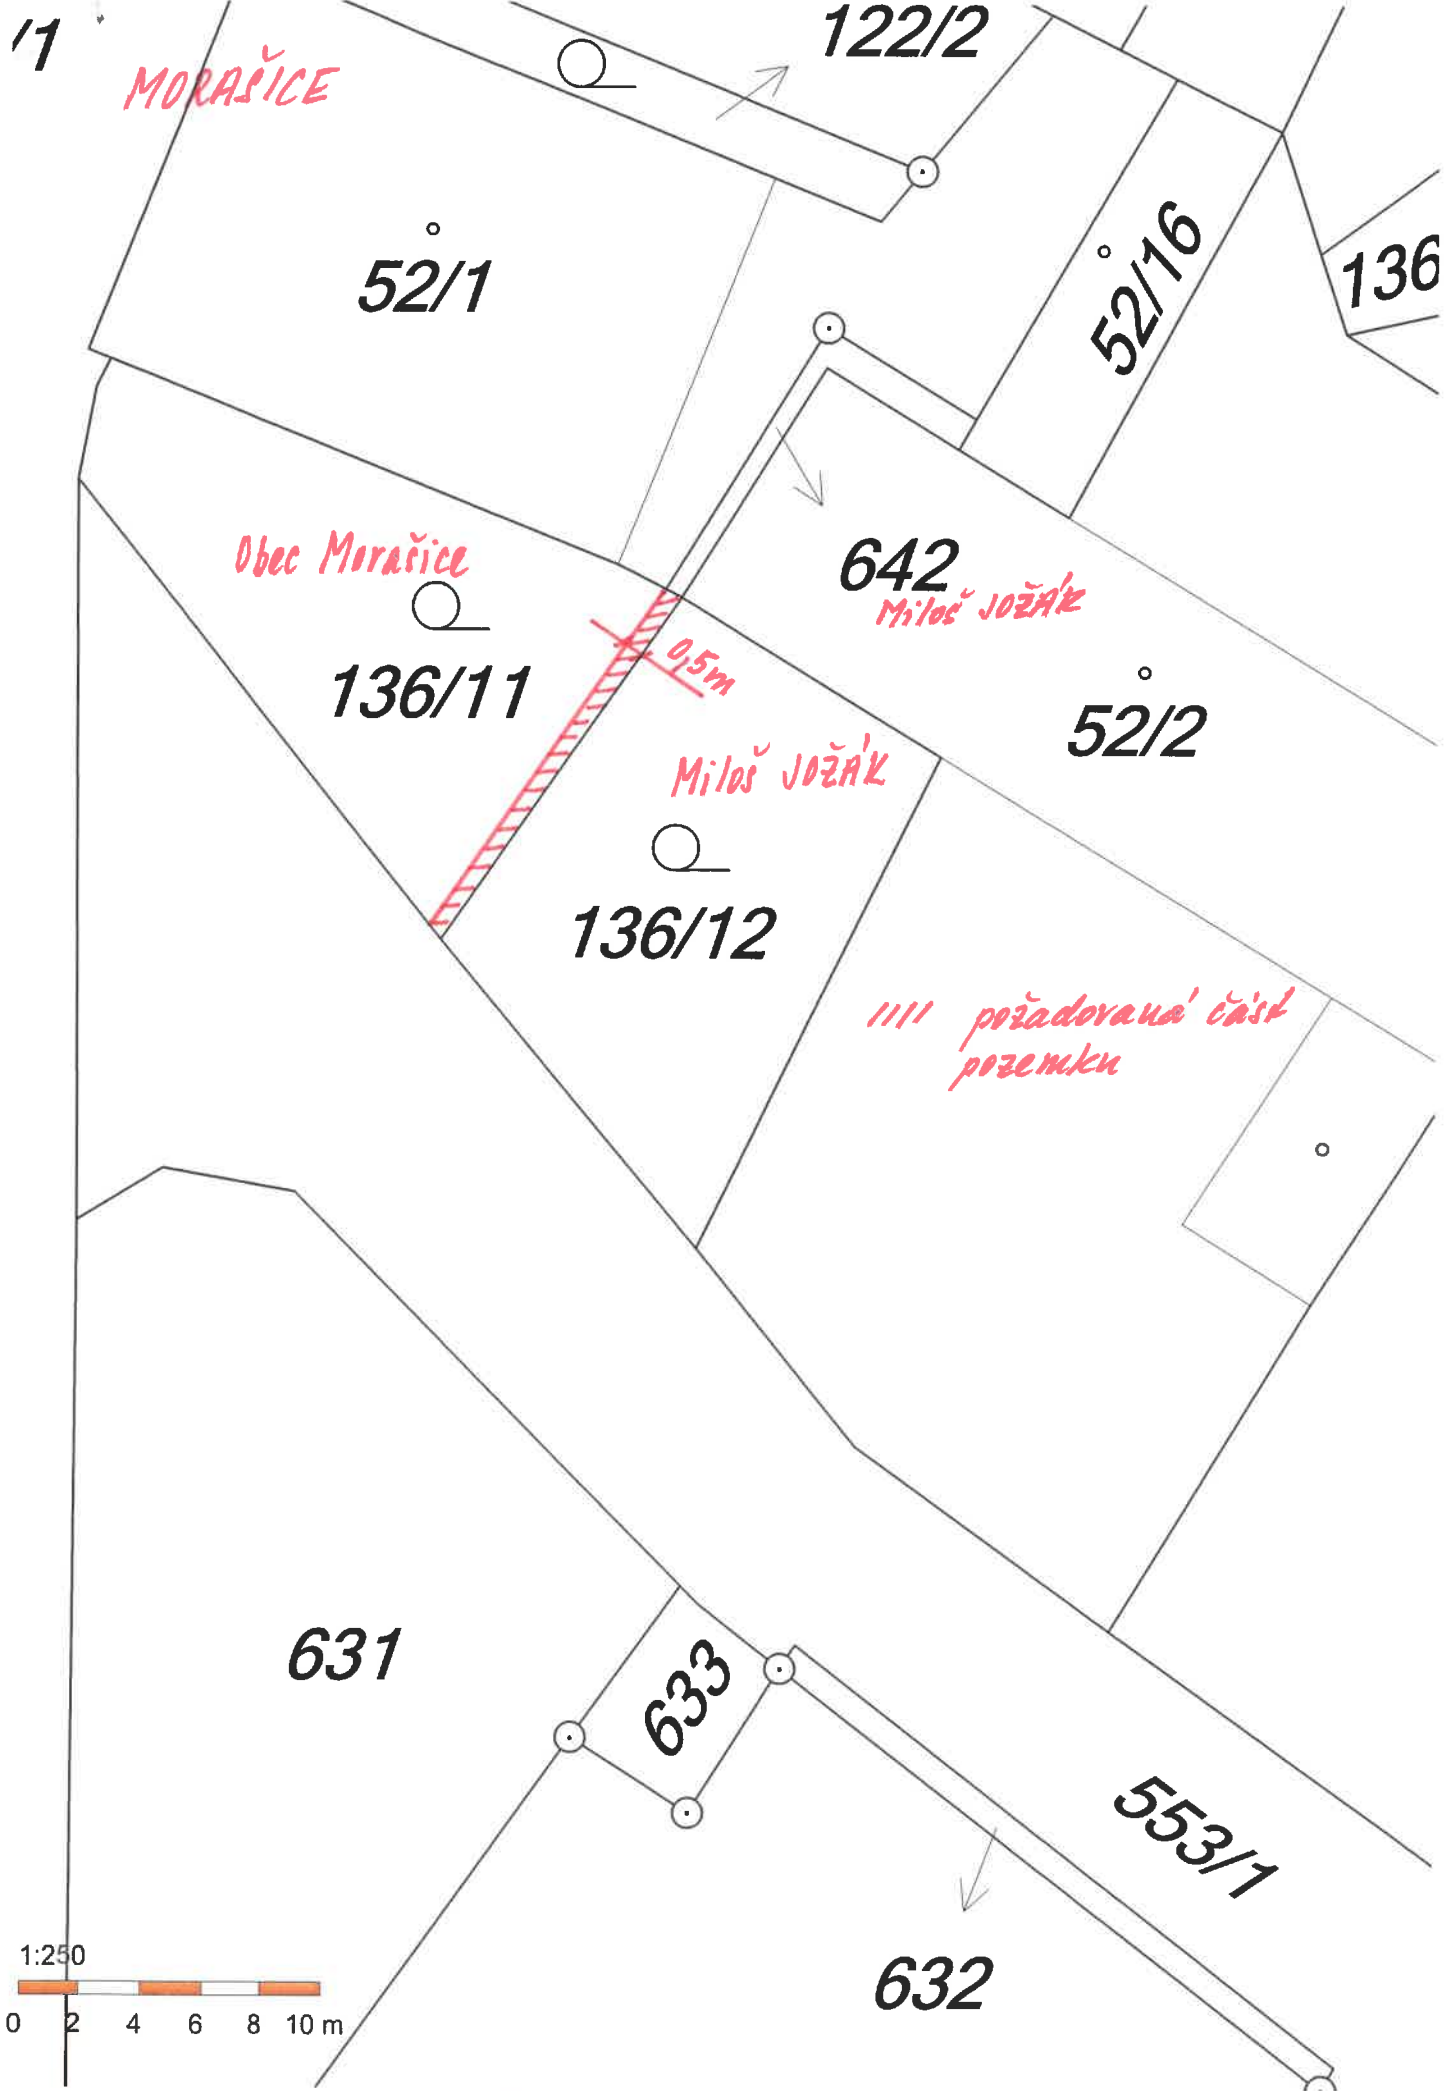 /1
122/2
MORAŠICE
52/1
52/16
136
Obec Morašice
642
Miloš JOŽÁK
136/11
0,5m
52/2
Miloš JOŽÁK
136/12
//// požadovaná část
pozemku
631
633
553/1
632
1:250
0 2 4 6 8 10 m